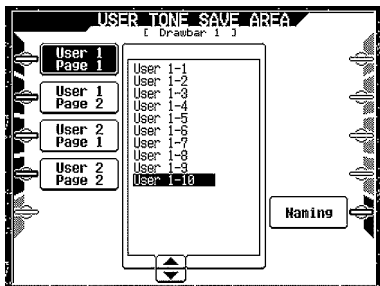 USER TONE SAVE AREA
[ Drawbar 1 ]
User 1
Page 1
User 1
Page 2
User 2
Page 1
User 2
Page 2
User 1-1
User 1-2
User 1-3
User 1-4
User 1-5
User 1-6
User 1-7
User 1-8
User 1-9
User 1-10
Naming